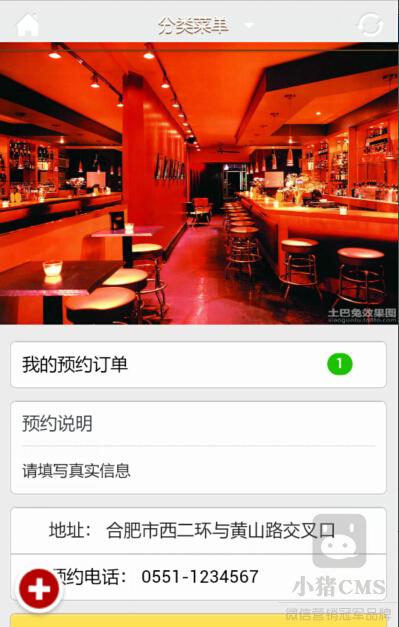 分类菜单
土巴兔效果图
xiaoguotu.to8to.com
我的预约订单 1
预约说明
请填写真实信息
地址： 合肥市西二环与黄山路交叉口
预约电话： 0551-1234567
小猪CMS
微信营销冠军品牌